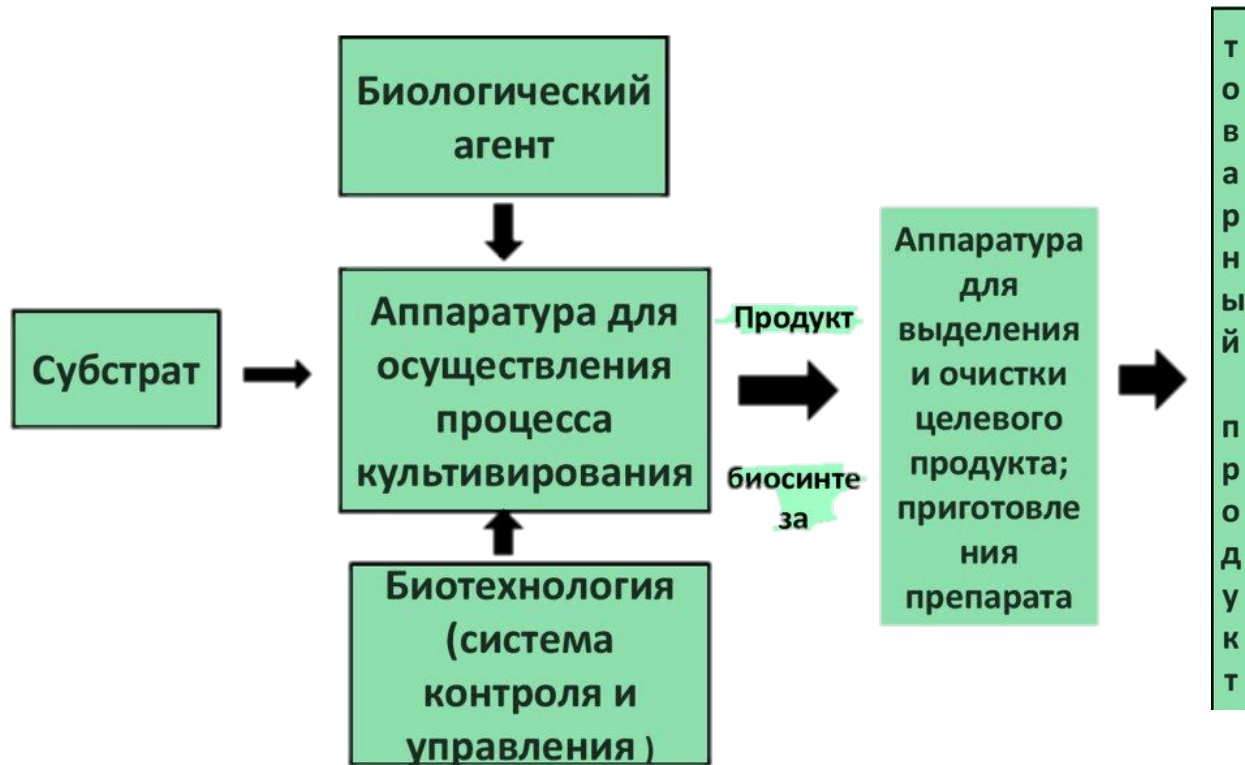 Биологический
агент
Субстрат
Аппаратура для
осуществления
процесса
культивирования
Биотехнология
(система
контроля и
управления )
Продукт
биосинте
за
Аппаратура
для
выделения
и очистки
целевого
продукта;
приготовле
ния
препарата
т
о
в
а
р
н
ы
й
п
р
о
д
у
к
т